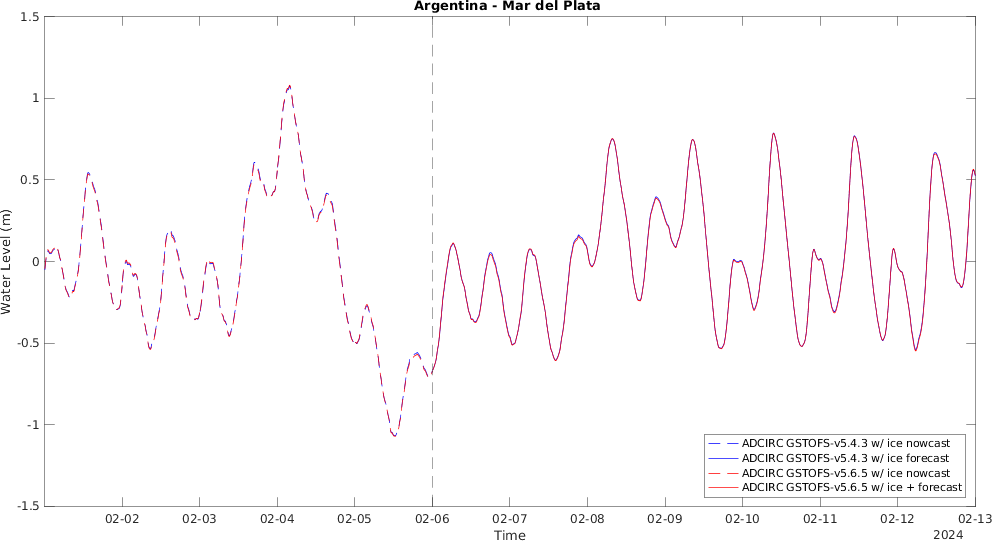 Argentina - Mar del Plata
1.5
1
0.5
0
-0.5
-1
-1.5
Water Level (m)
02-02
02-03
02-04
02-05
02-06
02-07
02-08
02-09
02-10
02-11
02-12
02-13
Time
2024
ADCIRC GSTOFS-v5.4.3 w/ ice nowcast
ADCIRC GSTOFS-v5.4.3 w/ ice forecast
ADCIRC GSTOFS-v5.6.5 w/ ice nowcast
ADCIRC GSTOFS-v5.6.5 w/ ice + forecast